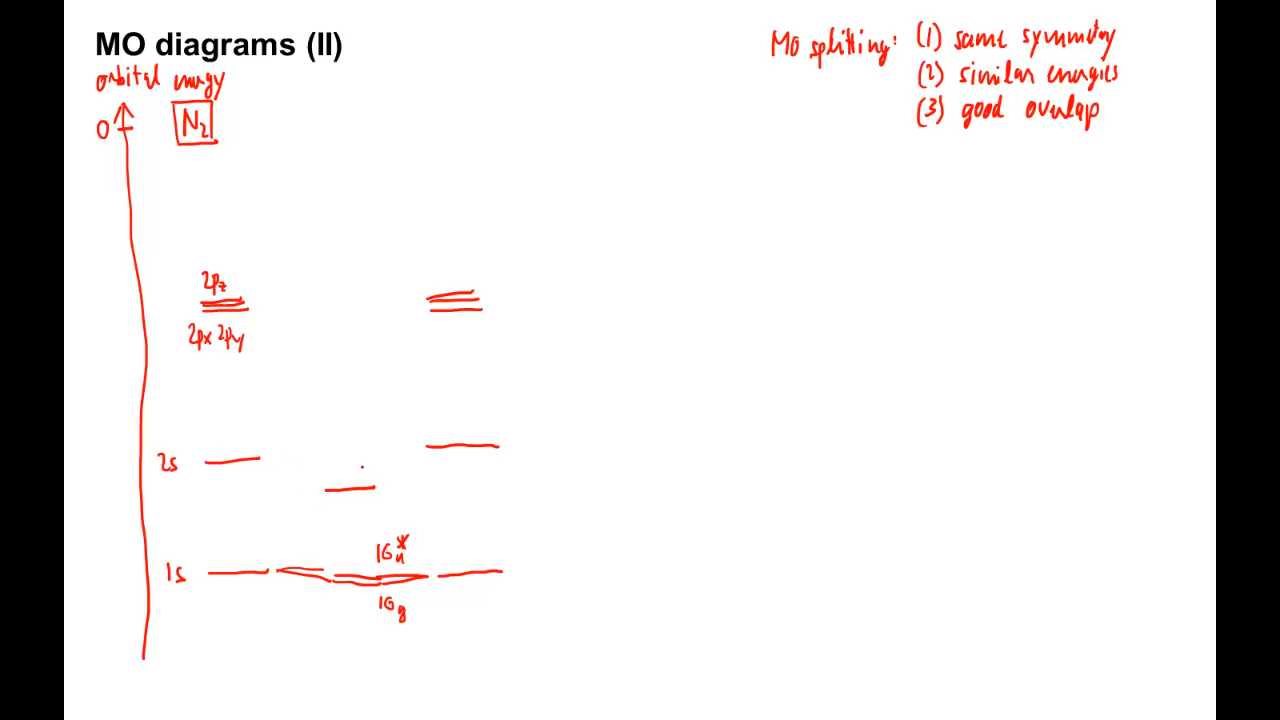 MO diagrams (II)
orbital energy
0
N₂
MO splitting: (1) same symmetry
(2) similar energies
(3) good overlap
2pz
2px 2py
2s
1σu*
1s
1σg